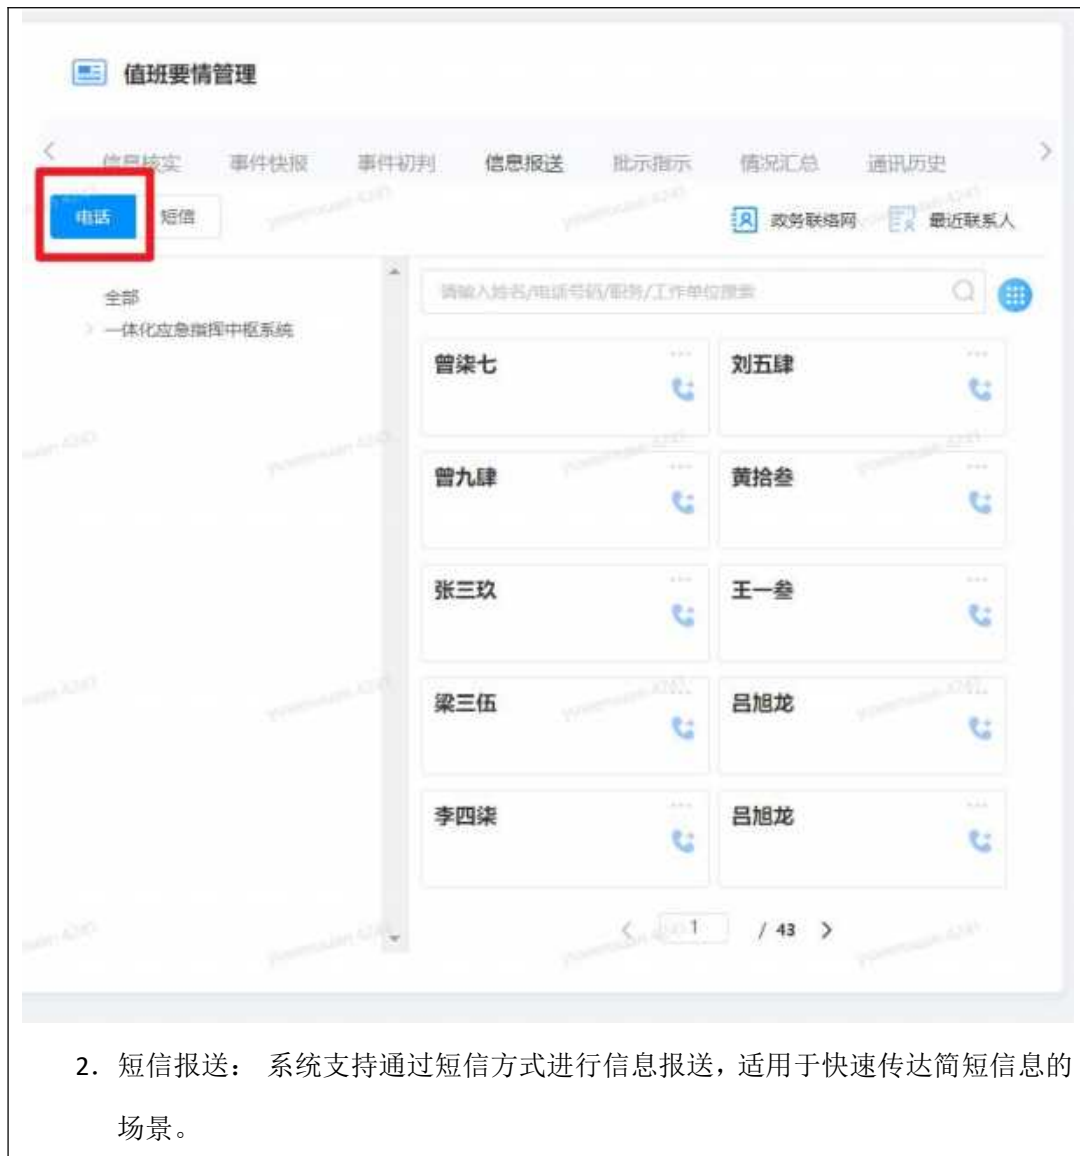 值班要情管理
信息核实 事件快报 事件初判 信息报送 批示指示 情况汇总 通讯历史
电话 短信 政务联络网 最近联系人
全部
一体化应急指挥中枢系统
请输入姓名/电话号码/职务/工作单位搜索
曾柒七 刘五肆
曾九肆 黄拾叁
张三玖 王一叁
梁三伍 吕旭龙
李四柒 吕旭龙
1 / 43
2. 短信报送： 系统支持通过短信方式进行信息报送，适用于快速传达简短信息的
场景。